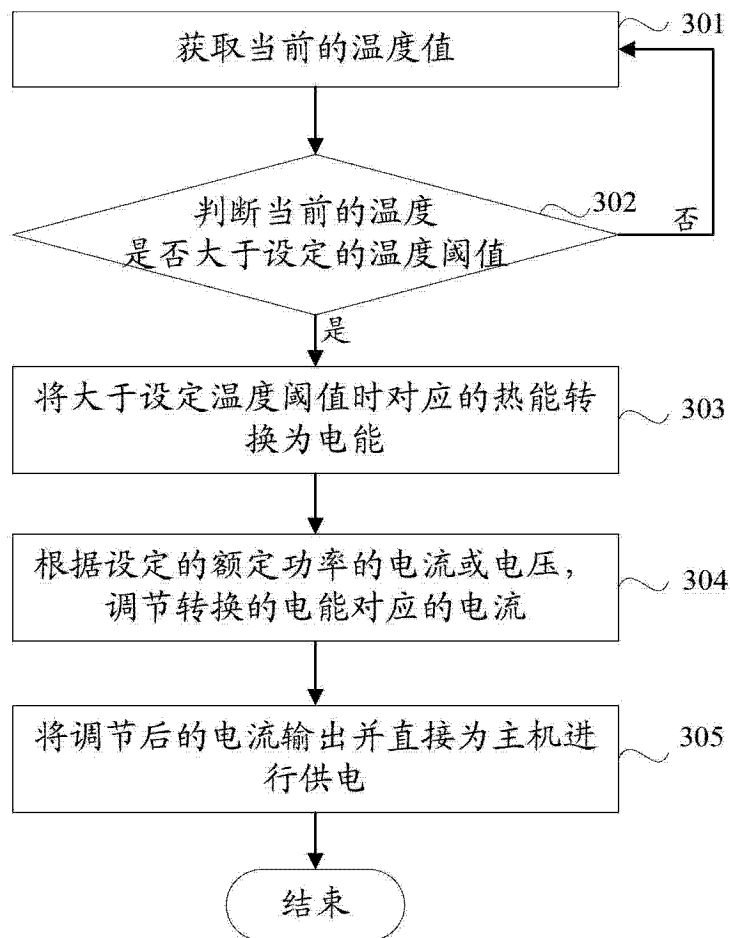 获取当前的温度值
301
判断当前的温度
是否大于设定的温度阈值
302
否
是
将大于设定温度阈值时对应的热能转
换为电能
303
根据设定的额定功率的电流或电压，
调节转换的电能对应的电流
304
将调节后的电流输出并直接为主机进
行供电
305
结束